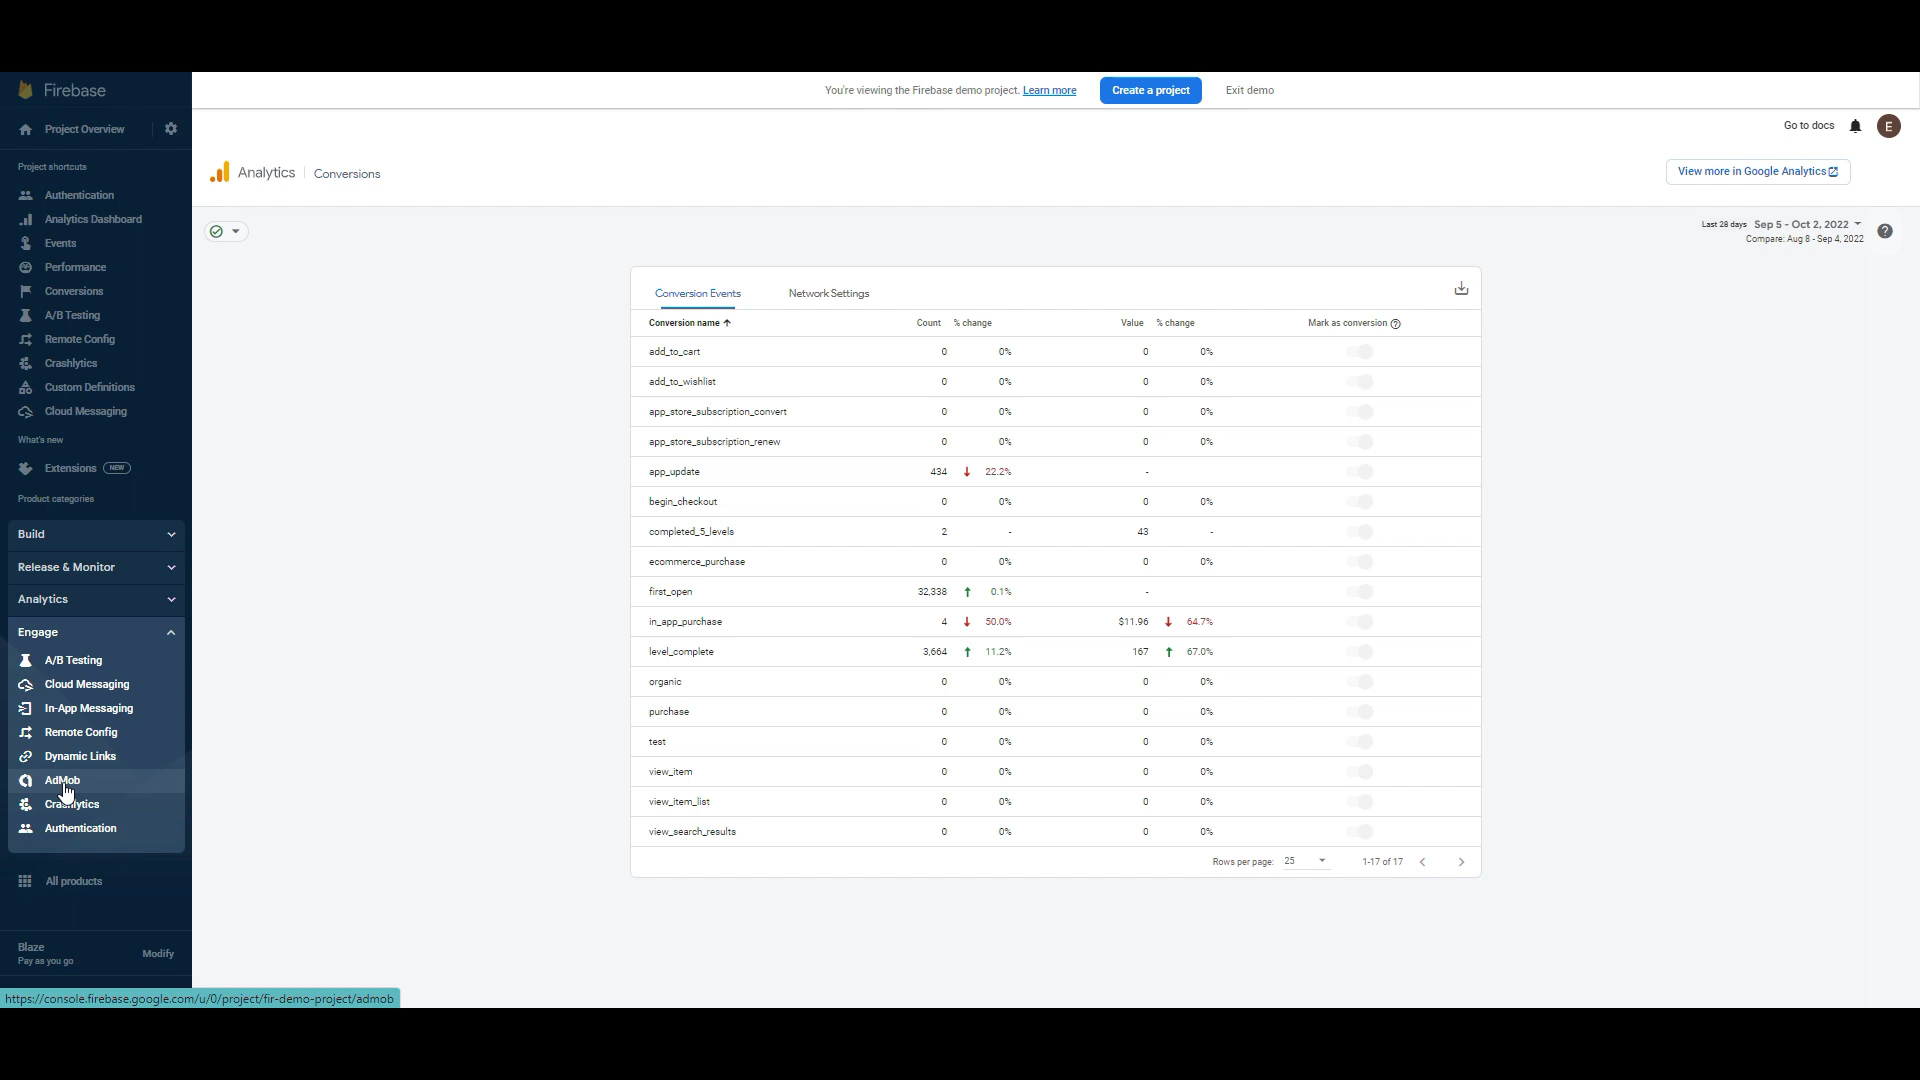 Firebase
You're viewing the Firebase demo project. Learn more
Create a project
Exit demo
Project Overview
Go to docs
E
Project shortcuts
Analytics
Conversions
View more in Google Analytics
Authentication
Analytics Dashboard
Events
Performance
Conversions
A/B Testing
Remote Config
Crashlytics
Custom Definitions
Cloud Messaging
What's new
Extensions NEW
Product categories
Build
Release & Monitor
Analytics
Engage
A/B Testing
Cloud Messaging
In-App Messaging
Remote Config
Dynamic Links
AdMob
Crashlytics
Authentication
All products
Blaze
Pay as you go
Modify
https://console.firebase.google.com/u/0/project/fir-demo-project/admob
Last 28 days Sep 5 - Oct 2, 2022
Compare: Aug 8 - Sep 4, 2022
Conversion Events Network Settings
Conversion name Count % change Value % change Mark as conversion
add_to_cart 0 0% 0 0%
add_to_wishlist 0 0% 0 0%
app_store_subscription_convert 0 0% 0 0%
app_store_subscription_renew 0 0% 0 0%
app_update 434 22.2% -
begin_checkout 0 0% 0 0%
completed_5_levels 2 - 43 -
ecommerce_purchase 0 0% 0 0%
first_open 32,338 0.1% -
in_app_purchase 4 50.0% $11.96 64.7%
level_complete 3,664 11.2% 167 67.0%
organic 0 0% 0 0%
purchase 0 0% 0 0%
test 0 0% 0 0%
view_item 0 0% 0 0%
view_item_list 0 0% 0 0%
view_search_results 0 0% 0 0%
Rows per page: 25 1-17 of 17